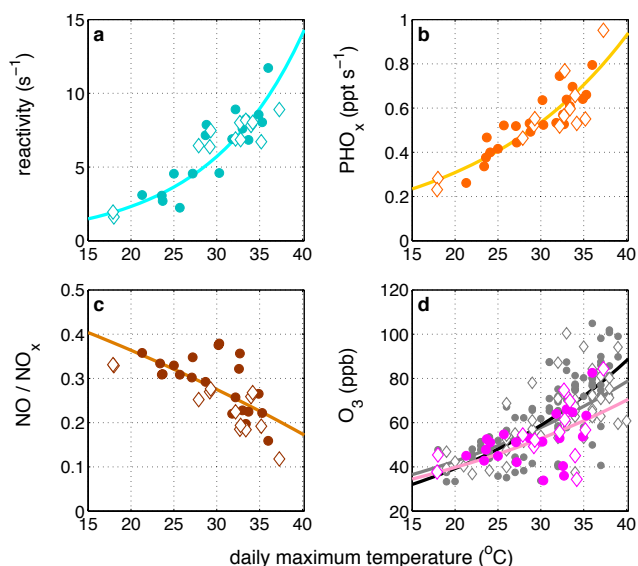 a
reactivity (s⁻¹)
15
10
5
0
15 20 25 30 35 40
b
PHOₓ (ppt s⁻¹)
1
0.8
0.6
0.4
0.2
0
15 20 25 30 35 40
c
NO / NOₓ
0.5
0.4
0.3
0.2
0.1
0
15 20 25 30 35 40
d
O₃ (ppb)
120
100
80
60
40
20
15 20 25 30 35 40
daily maximum temperature (°C)